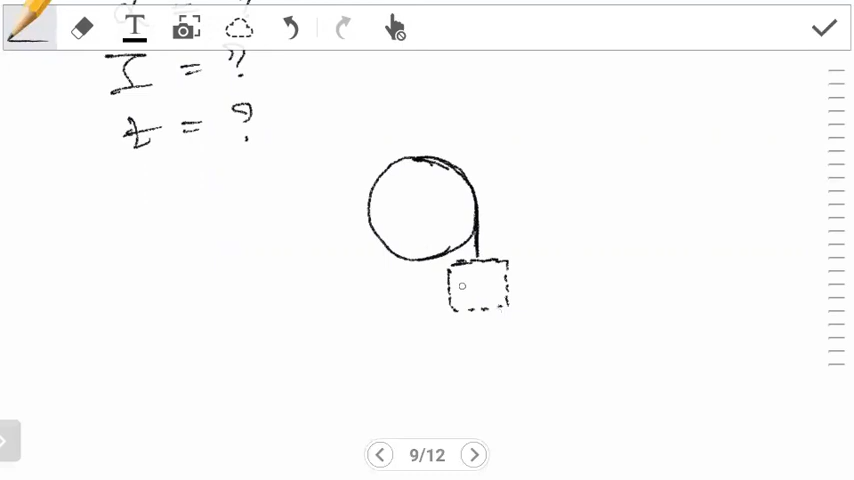 T
I = ?
t = ?
9/12